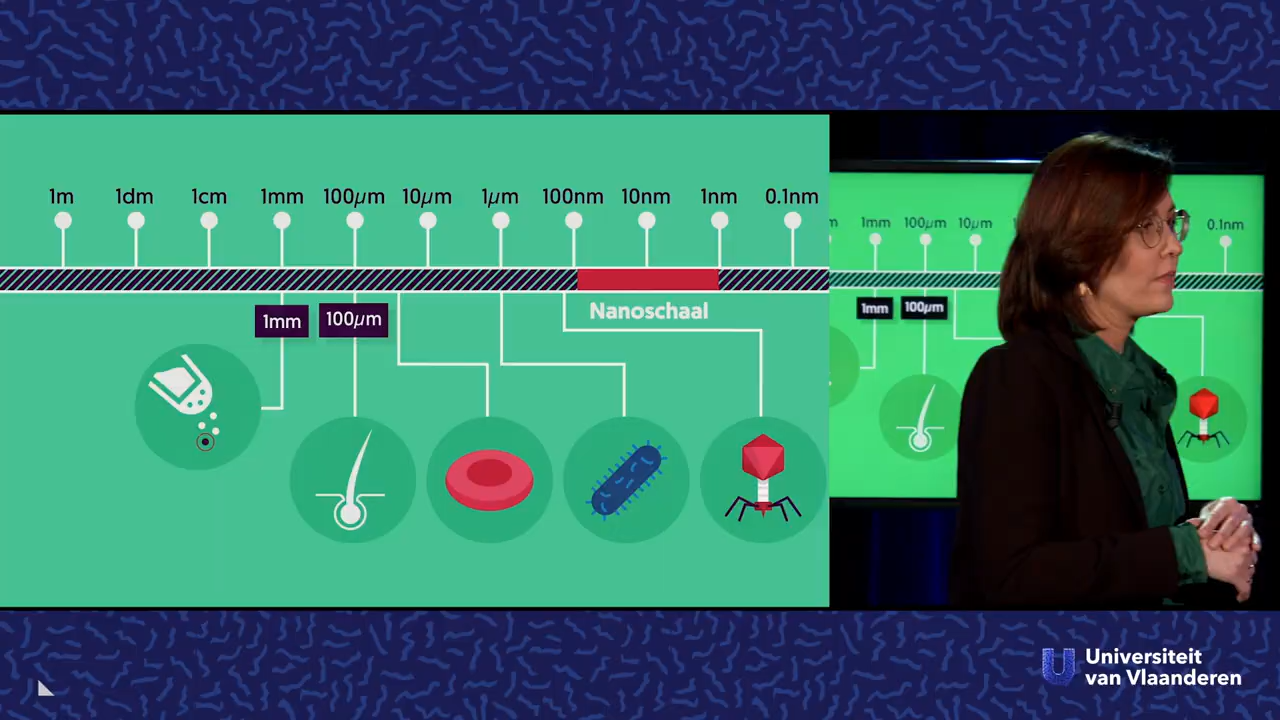 1m 1dm 1cm 1mm 100µm 10µm 1µm 100nm 10nm 1nm 0.1nm
1mm 100µm Nanoschaal
1mm 100µm 10µm 0.1nm
1mm 100µm
Universiteit
van Vlaanderen